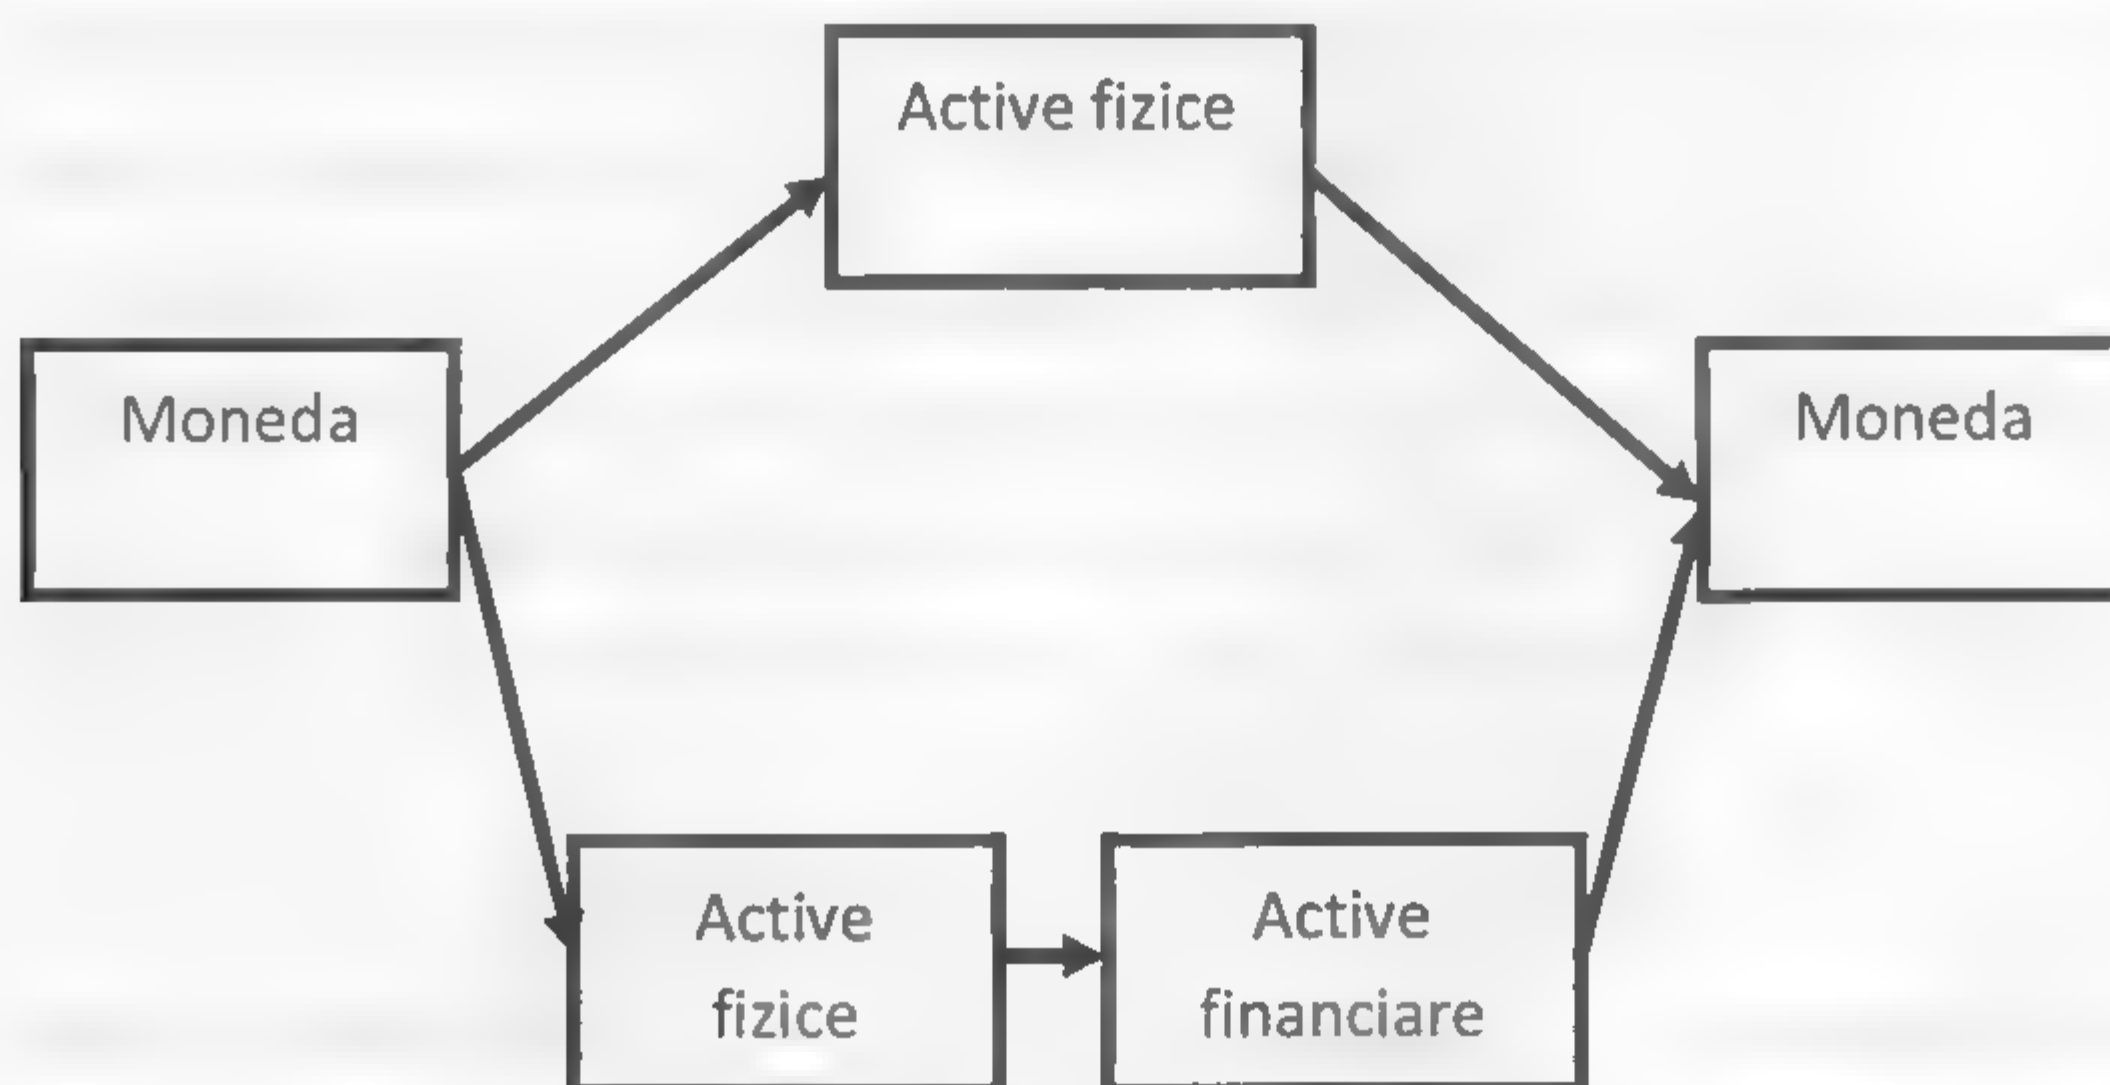 Active fizice
Moneda
Moneda
Active
fizice
Active
financiare